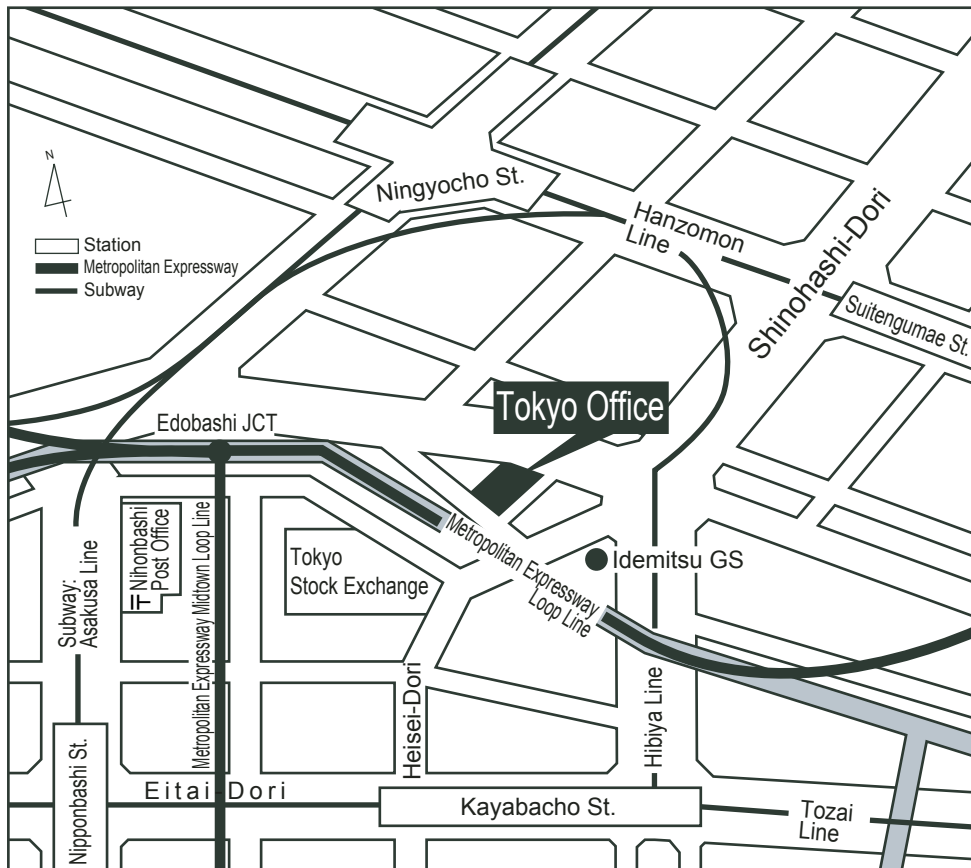 N
Station
Metropolitan Expressway
Subway
Ningyocho St.
Hanzomon
Line
Shinohashi-Dori
Suitengumae St.
Tokyo Office
Edobashi JCT
Nihonbashi
Post Office
〒
Tokyo
Stock Exchange
Metropolitan Expressway
Loop Line
Idemitsu GS
Subway:
Asakusa Line
Metropolitan Expressway Midtown Loop Line
Heisei-Dori
Hibiya Line
Nipponbashi St.
Eitai-Dori
Kayabacho St.
Tozai
Line